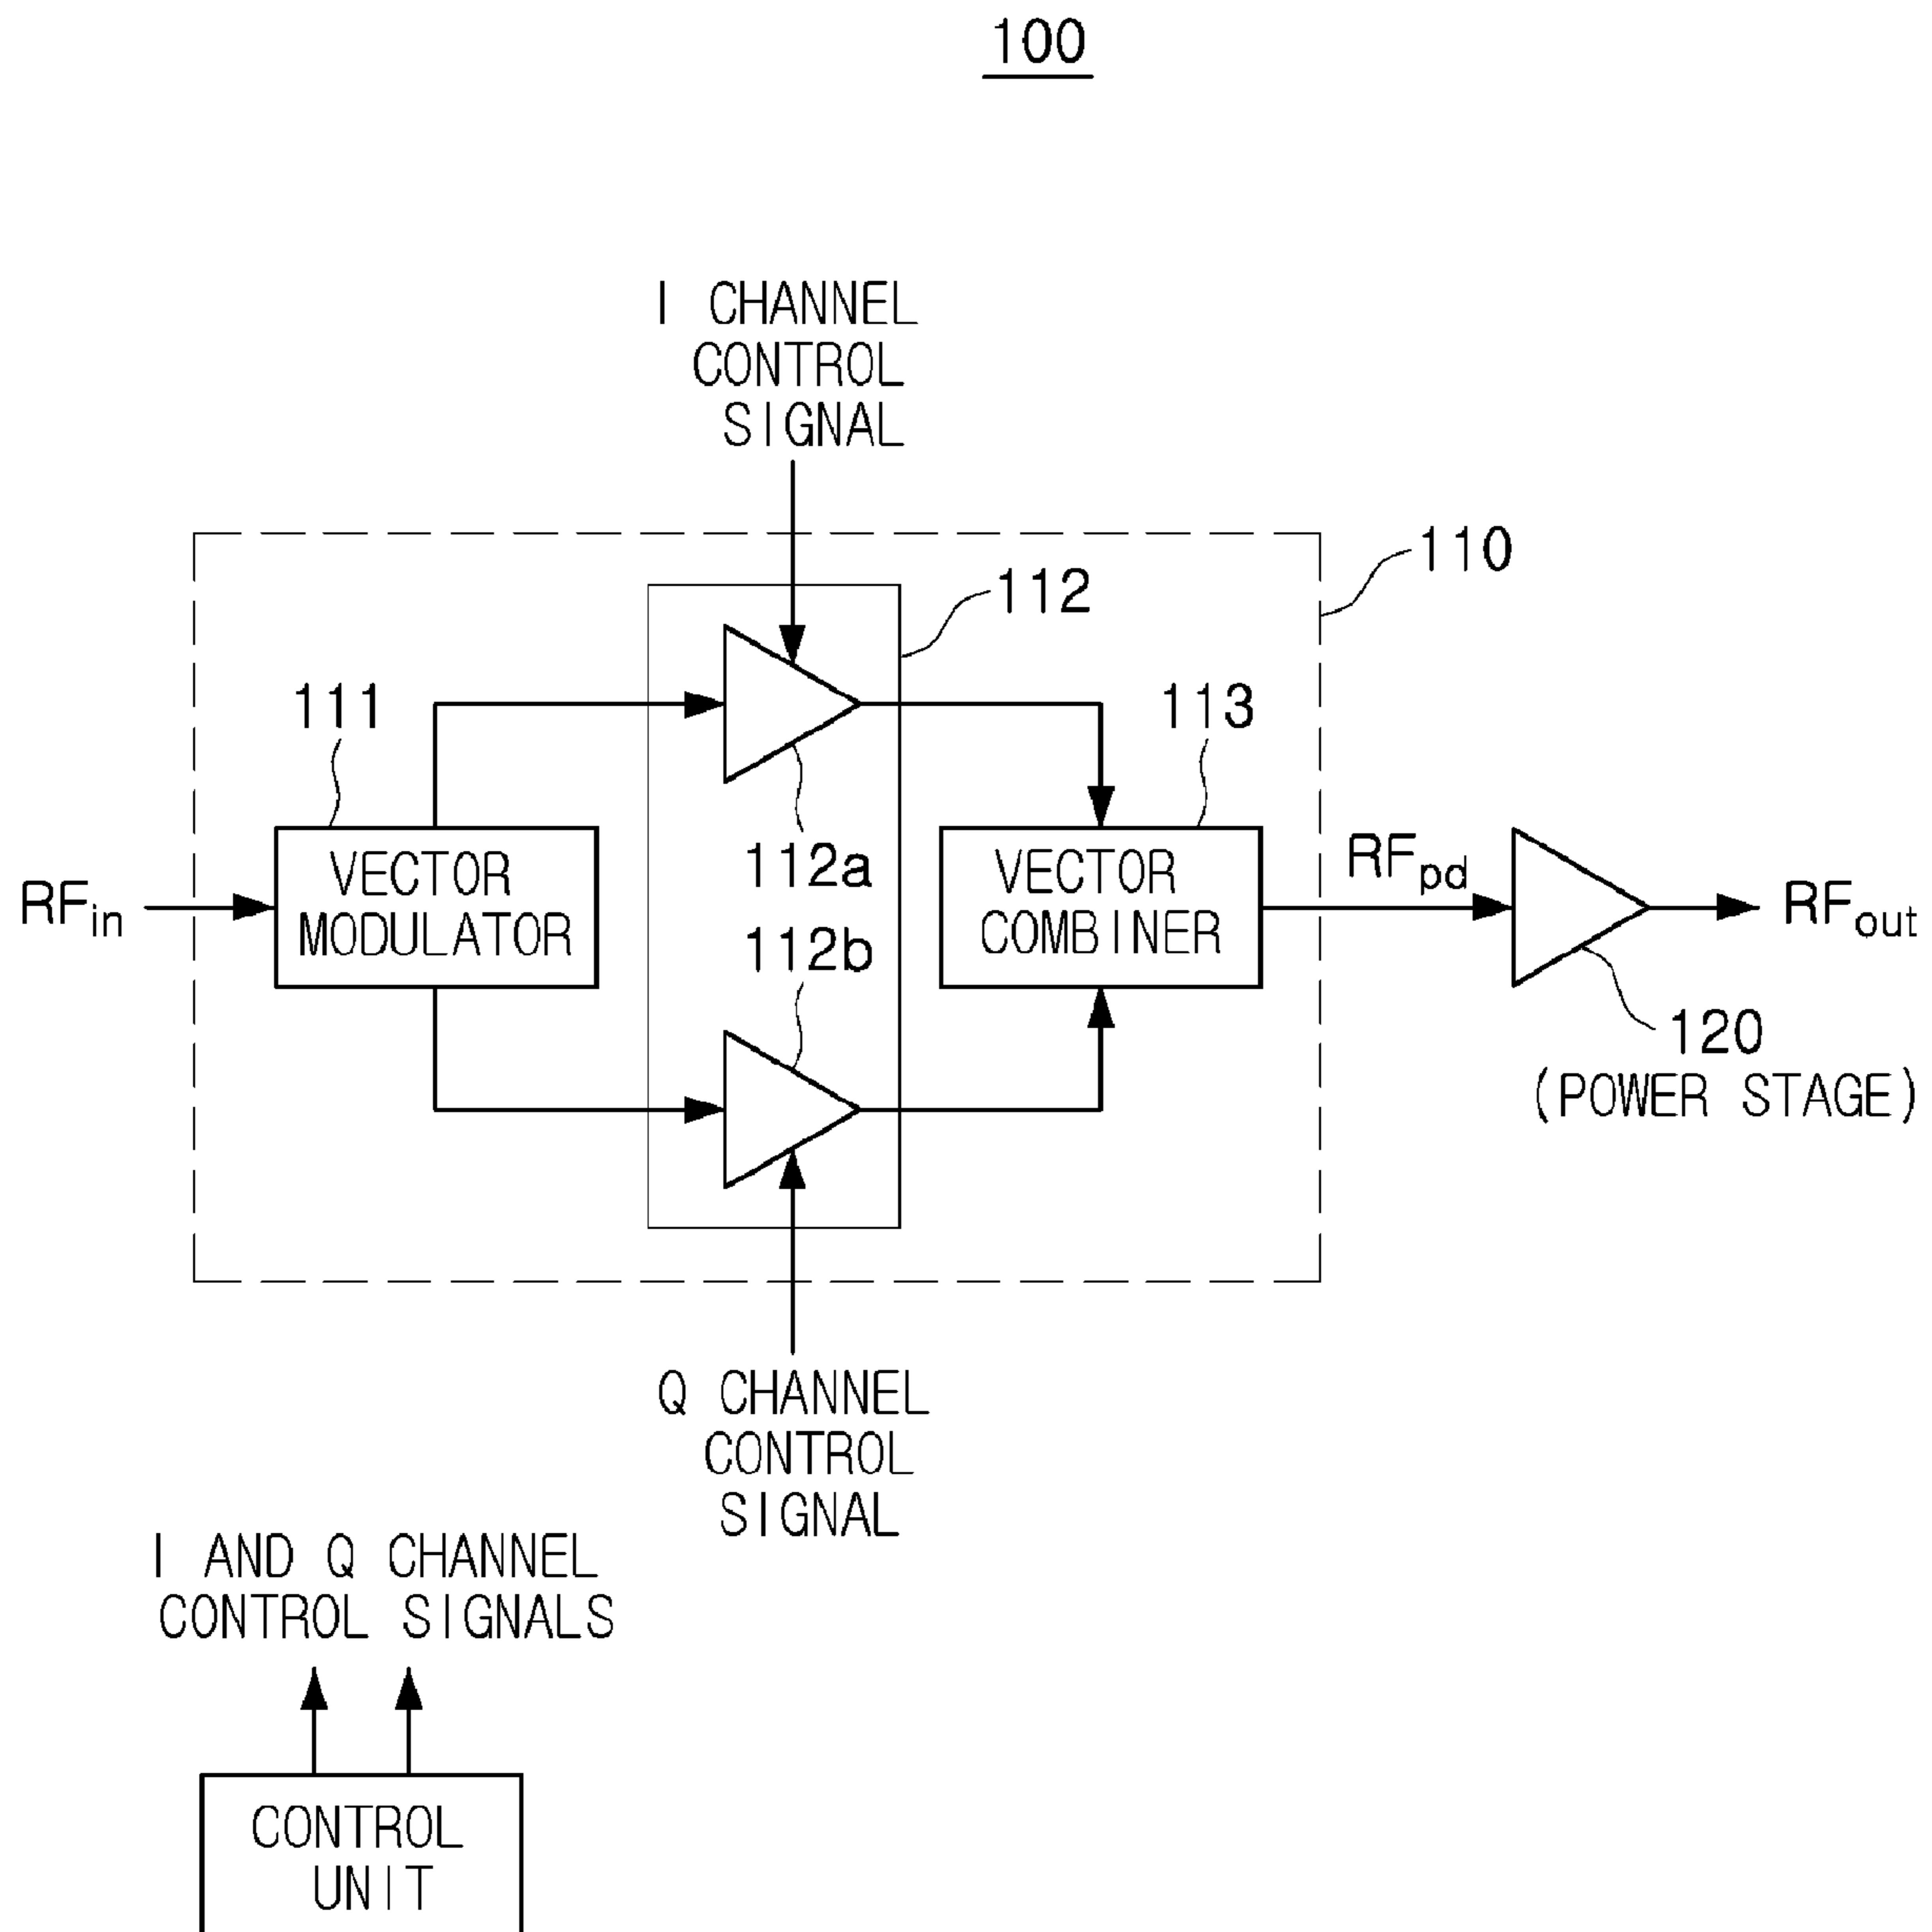 100
I CHANNEL
CONTROL
SIGNAL
110
112
111
113
112a
VECTOR
MODULATOR
VECTOR
COMBINER
RFin
RFpd
RFout
112b
120
(POWER STAGE)
Q CHANNEL
CONTROL
SIGNAL
I AND Q CHANNEL
CONTROL SIGNALS
CONTROL
UNIT